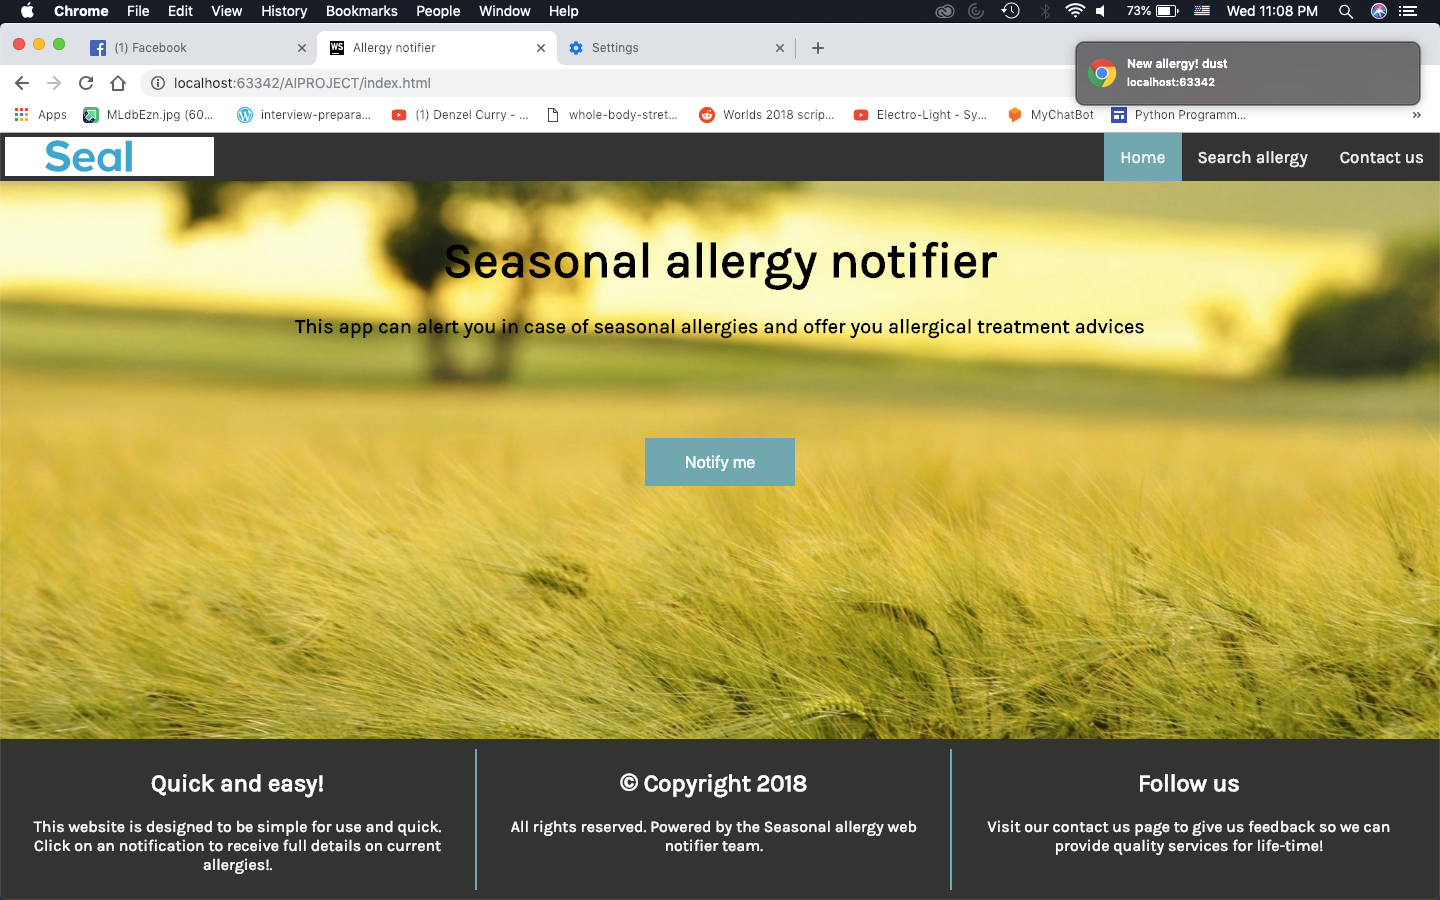 Chrome File Edit View History Bookmarks People Window Help 73% Wed 11:08 PM
(1) Facebook WS Allergy notifier Settings
New allergy! dust
localhost:63342
localhost:63342/AIPROJECT/index.html
Apps MLdbEzn.jpg (60... interview-prepara... (1) Denzel Curry - ... whole-body-stret... Worlds 2018 scrip... Electro-Light - Sy... MyChatBot Python Programm... »
Seal Home Search allergy Contact us
Seasonal allergy notifier
This app can alert you in case of seasonal allergies and offer you allergical treatment advices
Notify me
Quick and easy!
This website is designed to be simple for use and quick.
Click on an notification to receive full details on current
allergies!.
© Copyright 2018
All rights reserved. Powered by the Seasonal allergy web
notifier team.
Follow us
Visit our contact us page to give us feedback so we can
provide quality services for life-time!